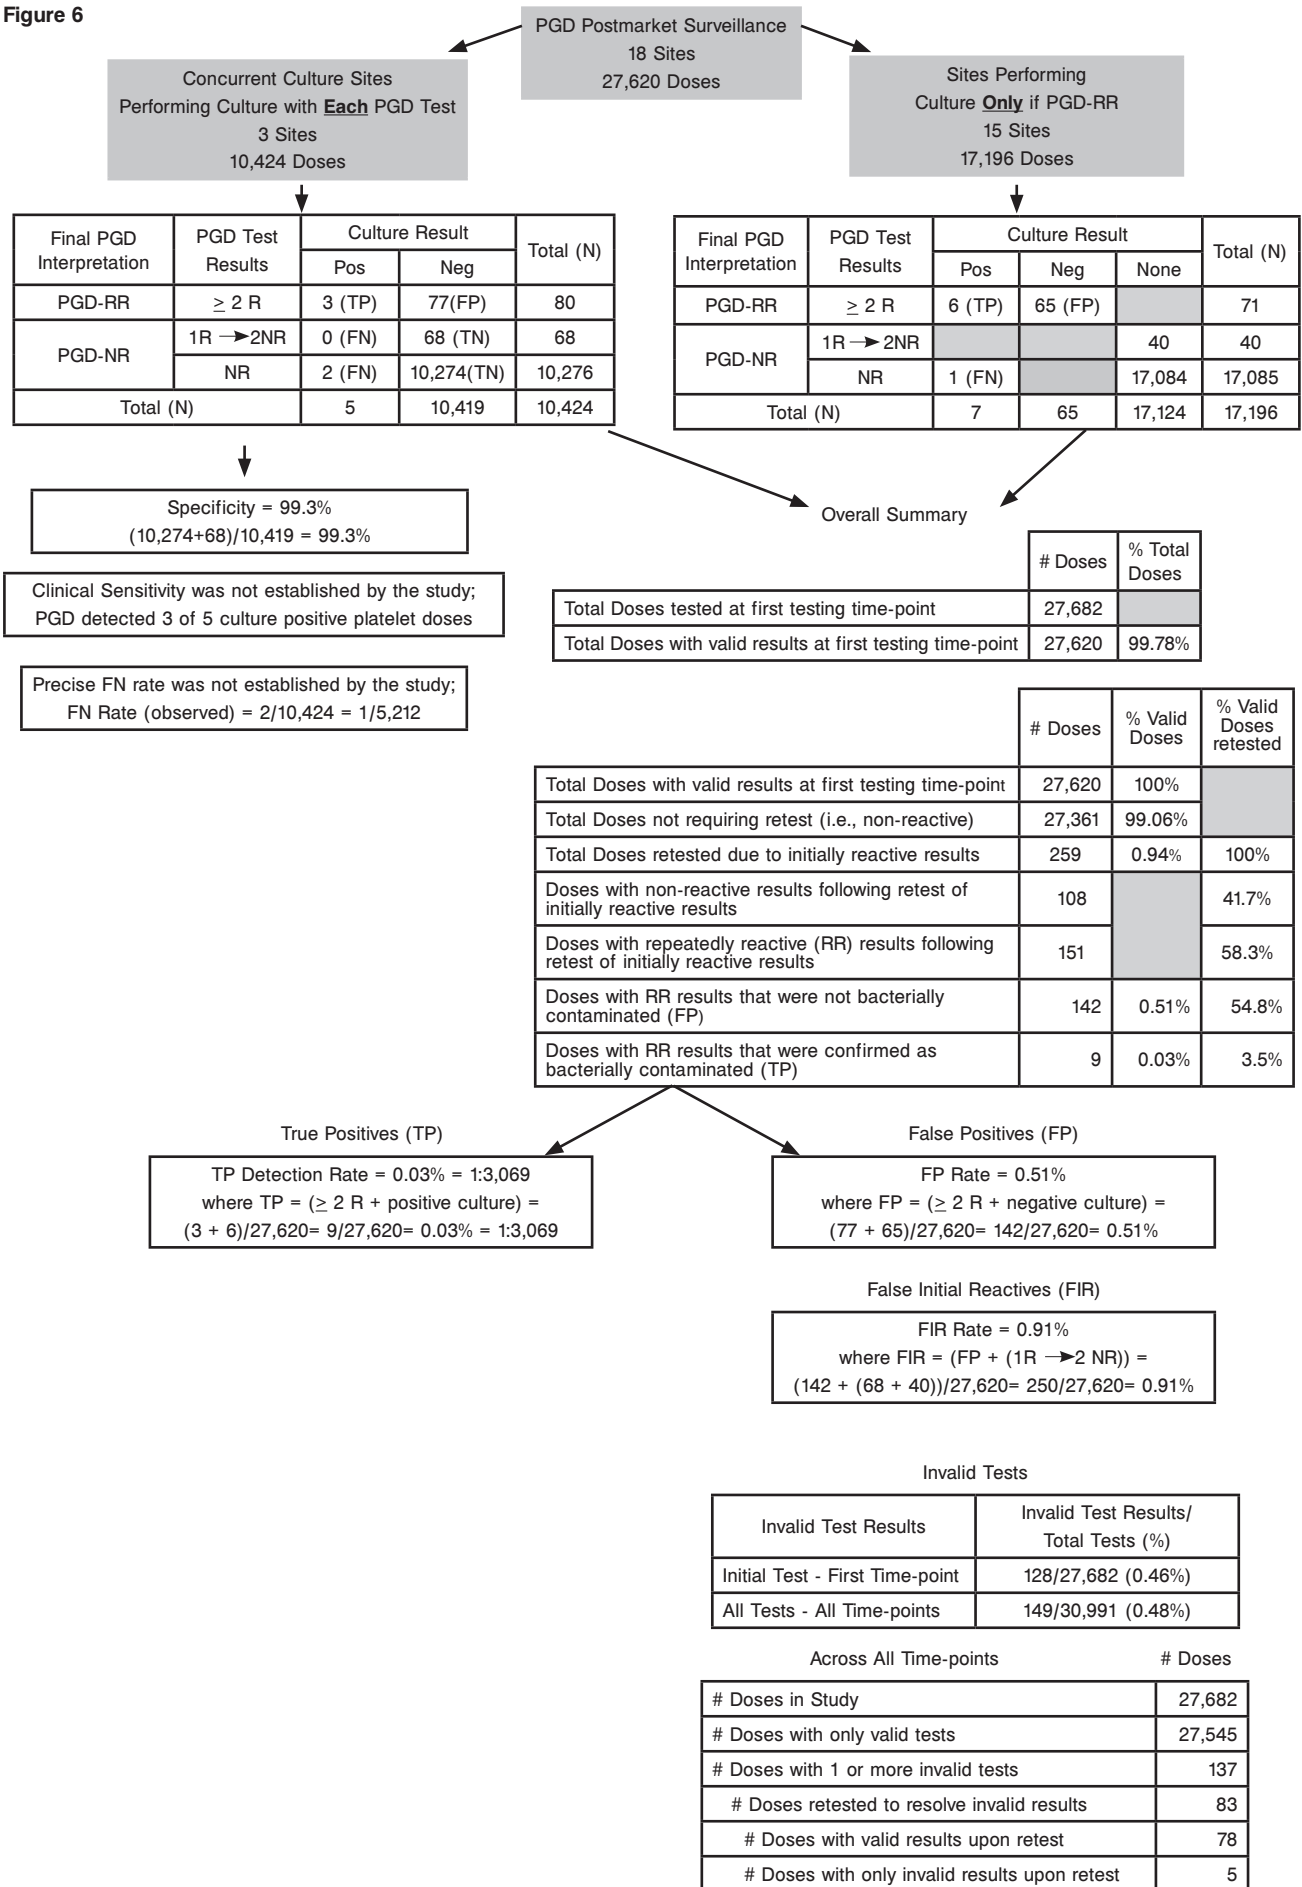 Figure 6
PGD Postmarket Surveillance
18 Sites
27,620 Doses
Concurrent Culture Sites
Performing Culture with Each PGD Test
3 Sites
10,424 Doses
Sites Performing
Culture Only if PGD-RR
15 Sites
17,196 Doses
Final PGD Interpretation PGD Test Results Culture Result Total (N)
Pos Neg
PGD-RR ≥ 2 R 3 (TP) 77(FP) 80
PGD-NR 1R → 2NR 0 (FN) 68 (TN) 68
NR 2 (FN) 10,274(TN) 10,276
Total (N) 5 10,419 10,424
Final PGD Interpretation PGD Test Results Culture Result Total (N)
Pos Neg None
PGD-RR ≥ 2 R 6 (TP) 65 (FP) 71
PGD-NR 1R → 2NR 40 40
NR 1 (FN) 17,084 17,085
Total (N) 7 65 17,124 17,196
Specificity = 99.3%
(10,274+68)/10,419 = 99.3%
Clinical Sensitivity was not established by the study;
PGD detected 3 of 5 culture positive platelet doses
Precise FN rate was not established by the study;
FN Rate (observed) = 2/10,424 = 1/5,212
Overall Summary
# Doses % Total Doses
Total Doses tested at first testing time-point 27,682
Total Doses with valid results at first testing time-point 27,620 99.78%
# Doses % Valid Doses % Valid Doses retested
Total Doses with valid results at first testing time-point 27,620 100%
Total Doses not requiring retest (i.e., non-reactive) 27,361 99.06%
Total Doses retested due to initially reactive results 259 0.94% 100%
Doses with non-reactive results following retest of
initially reactive results 108 41.7%
Doses with repeatedly reactive (RR) results following
retest of initially reactive results 151 58.3%
Doses with RR results that were not bacterially
contaminated (FP) 142 0.51% 54.8%
Doses with RR results that were confirmed as
bacterially contaminated (TP) 9 0.03% 3.5%
True Positives (TP)
TP Detection Rate = 0.03% = 1:3,069
where TP = (≥ 2 R + positive culture) =
(3 + 6)/27,620= 9/27,620= 0.03% = 1:3,069
False Positives (FP)
FP Rate = 0.51%
where FP = (≥ 2 R + negative culture) =
(77 + 65)/27,620= 142/27,620= 0.51%
False Initial Reactives (FIR)
FIR Rate = 0.91%
where FIR = (FP + (1R → 2 NR)) =
(142 + (68 + 40))/27,620= 250/27,620= 0.91%
Invalid Tests
Invalid Test Results Invalid Test Results/
Total Tests (%)
Initial Test - First Time-point 128/27,682 (0.46%)
All Tests - All Time-points 149/30,991 (0.48%)
Across All Time-points # Doses
# Doses in Study 27,682
# Doses with only valid tests 27,545
# Doses with 1 or more invalid tests 137
# Doses retested to resolve invalid results 83
# Doses with valid results upon retest 78
# Doses with only invalid results upon retest 5